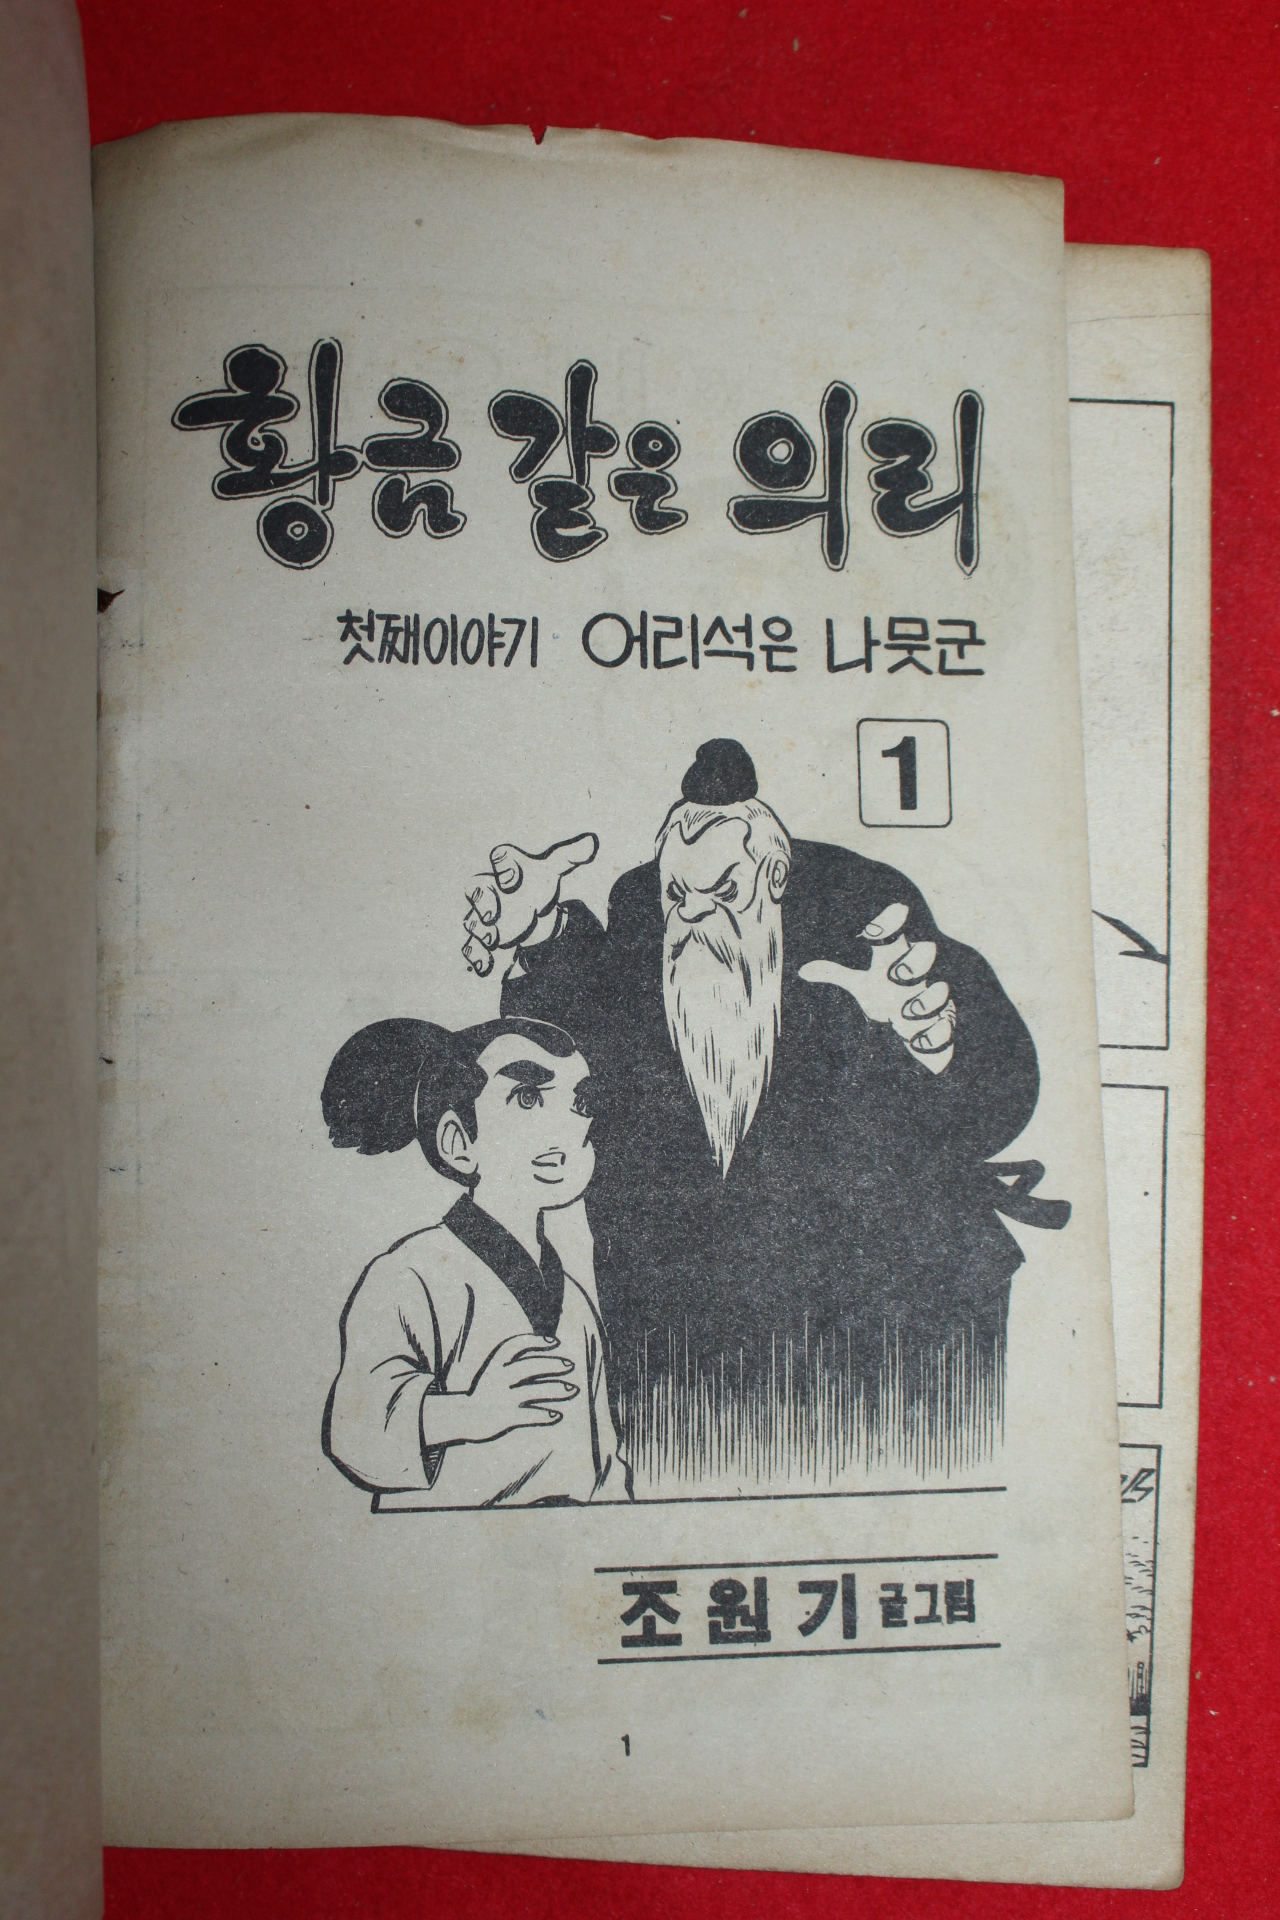 황금 같은 의리
첫째이야기 어리석은 나뭇군
1
조원기 글그림
1